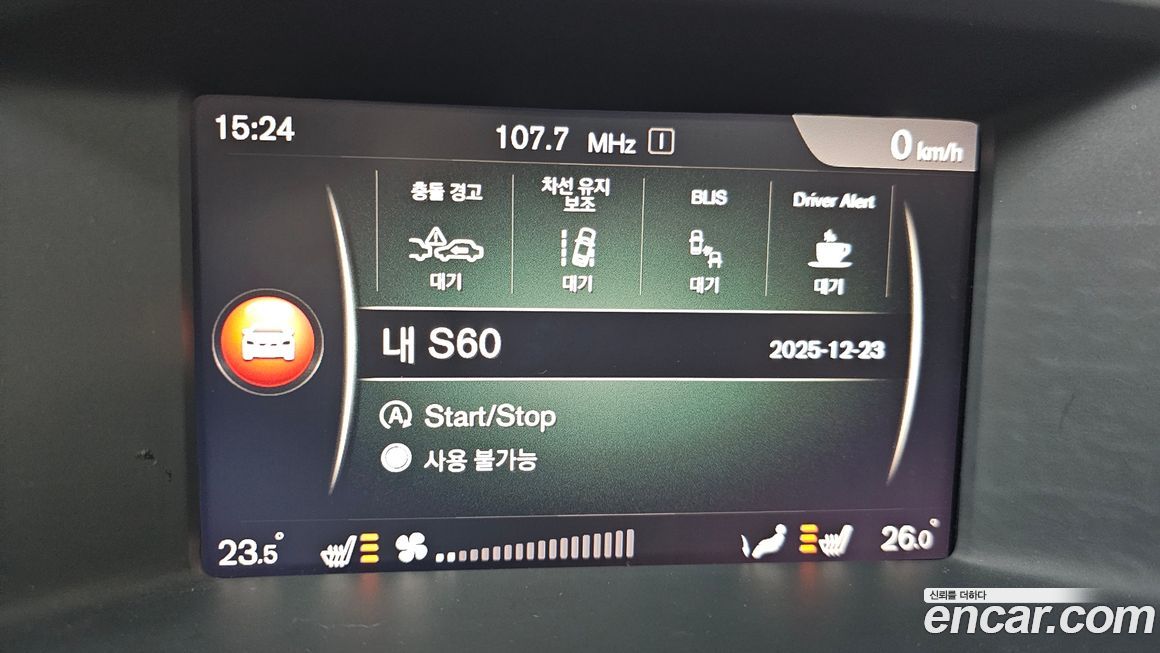 15:24
107.7 MHz I
0 km/h
충돌 경고
대기
차선 유지
보조
대기
BLIS
대기
Driver Alert
대기
내 S60
2025-12-23
A Start/Stop
사용 불가능
23.5°
26.0°
신뢰를 더하다
encar.com